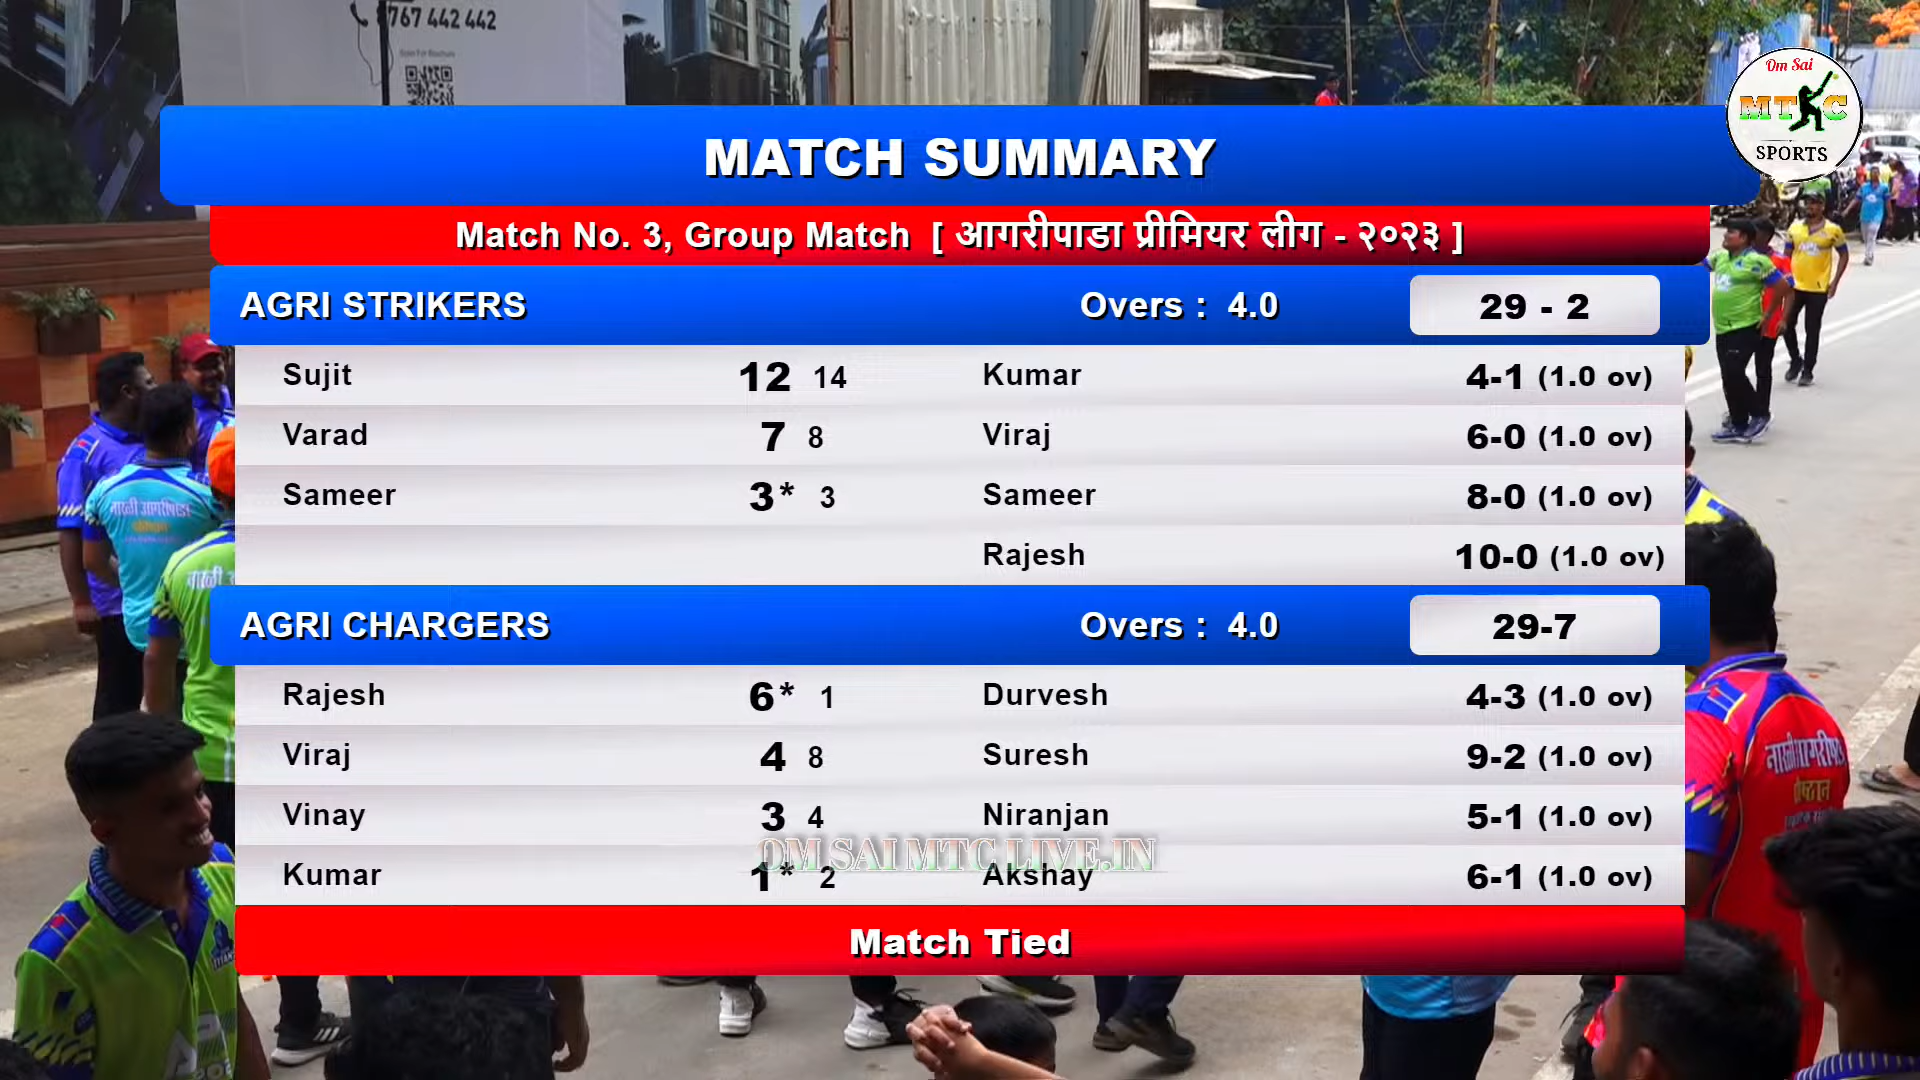 8767 442 442
Om Sai
MTC
SPORTS
MATCH SUMMARY
Match No. 3, Group Match [ आगरीपाडा प्रीमियर लीग - २०२३ ]
AGRI STRIKERS Overs : 4.0 29 - 2
Sujit 12 14 Kumar 4-1 (1.0 ov)
Varad 7 8 Viraj 6-0 (1.0 ov)
Sameer 3* 3 Sameer 8-0 (1.0 ov)
Rajesh 10-0 (1.0 ov)
AGRI CHARGERS Overs : 4.0 29-7
Rajesh 6* 1 Durvesh 4-3 (1.0 ov)
Viraj 4 8 Suresh 9-2 (1.0 ov)
Vinay 3 4 Niranjan 5-1 (1.0 ov)
OM SAI MTC LIVE.IN
Kumar 1* 2 Akshay 6-1 (1.0 ov)
Match Tied